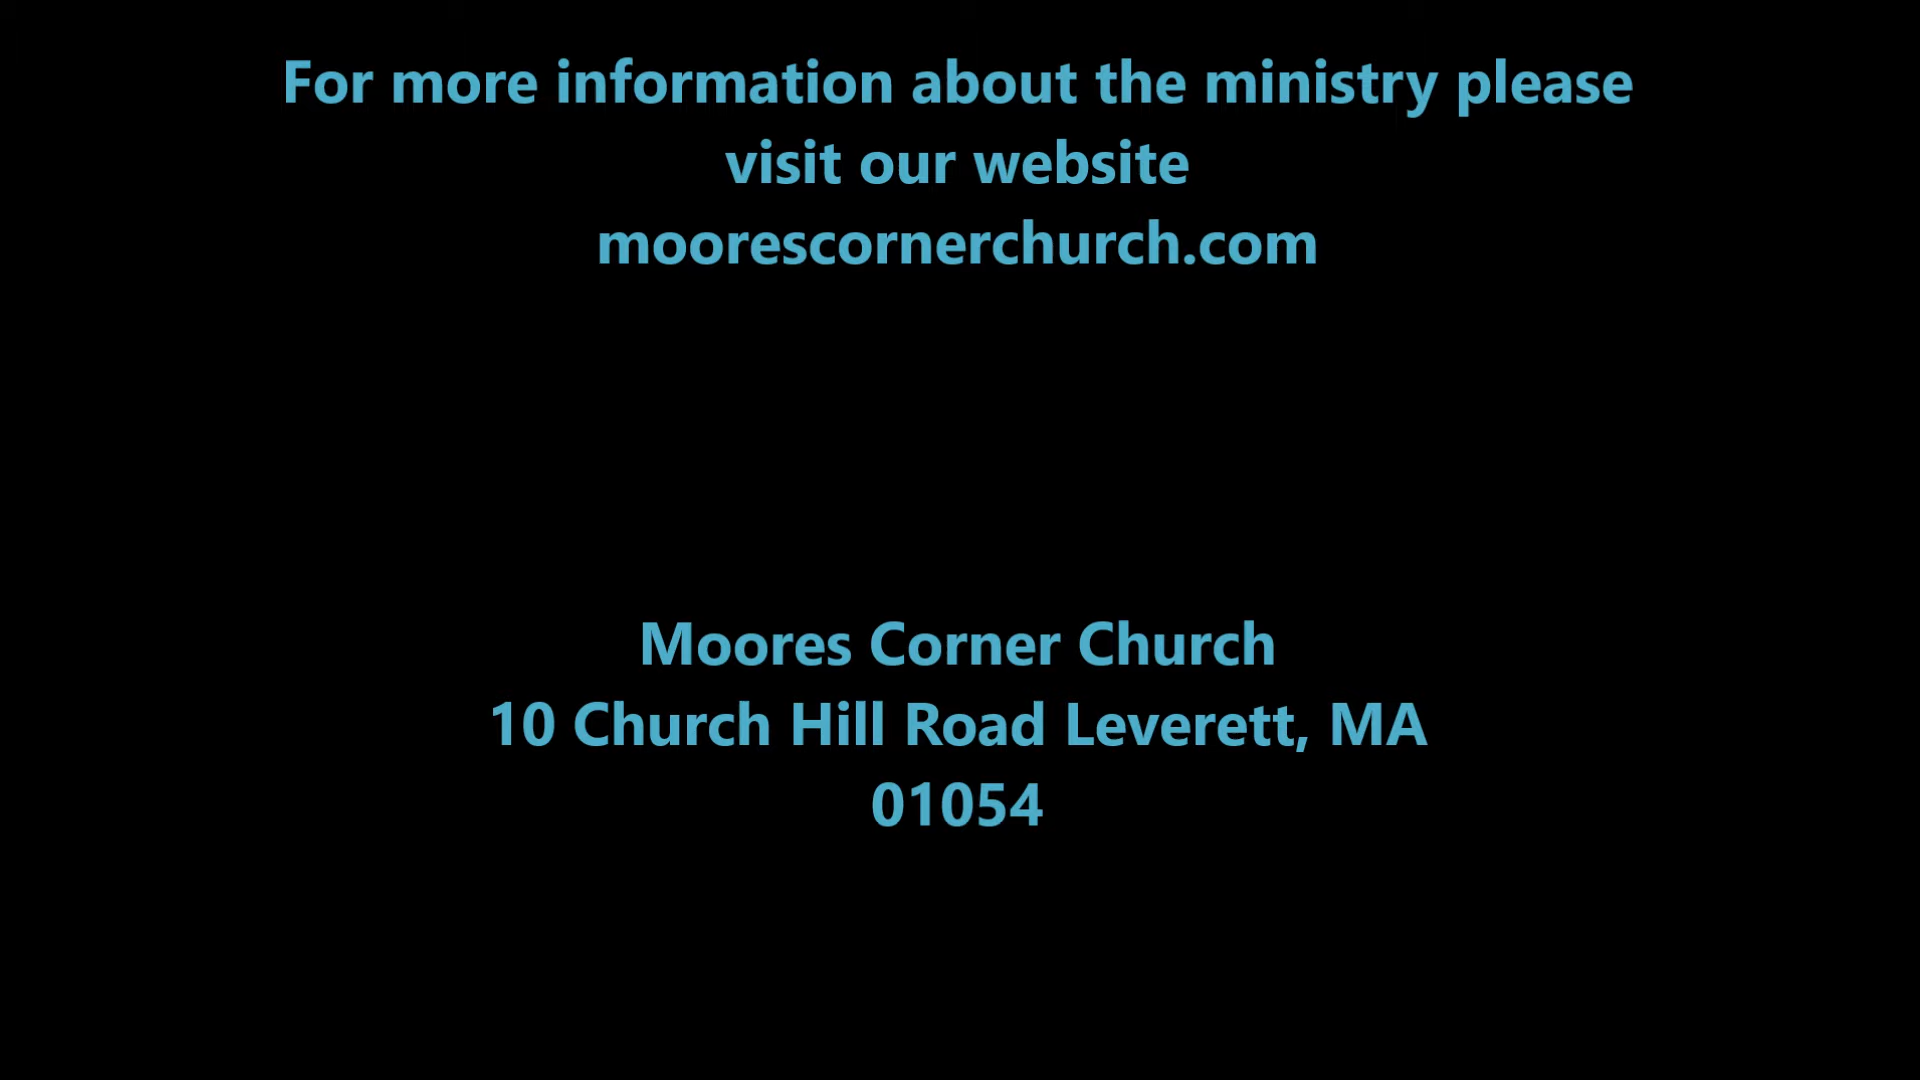 For more information about the ministry please
visit our website
moorescornerchurch.com
Moores Corner Church
10 Church Hill Road Leverett, MA
01054